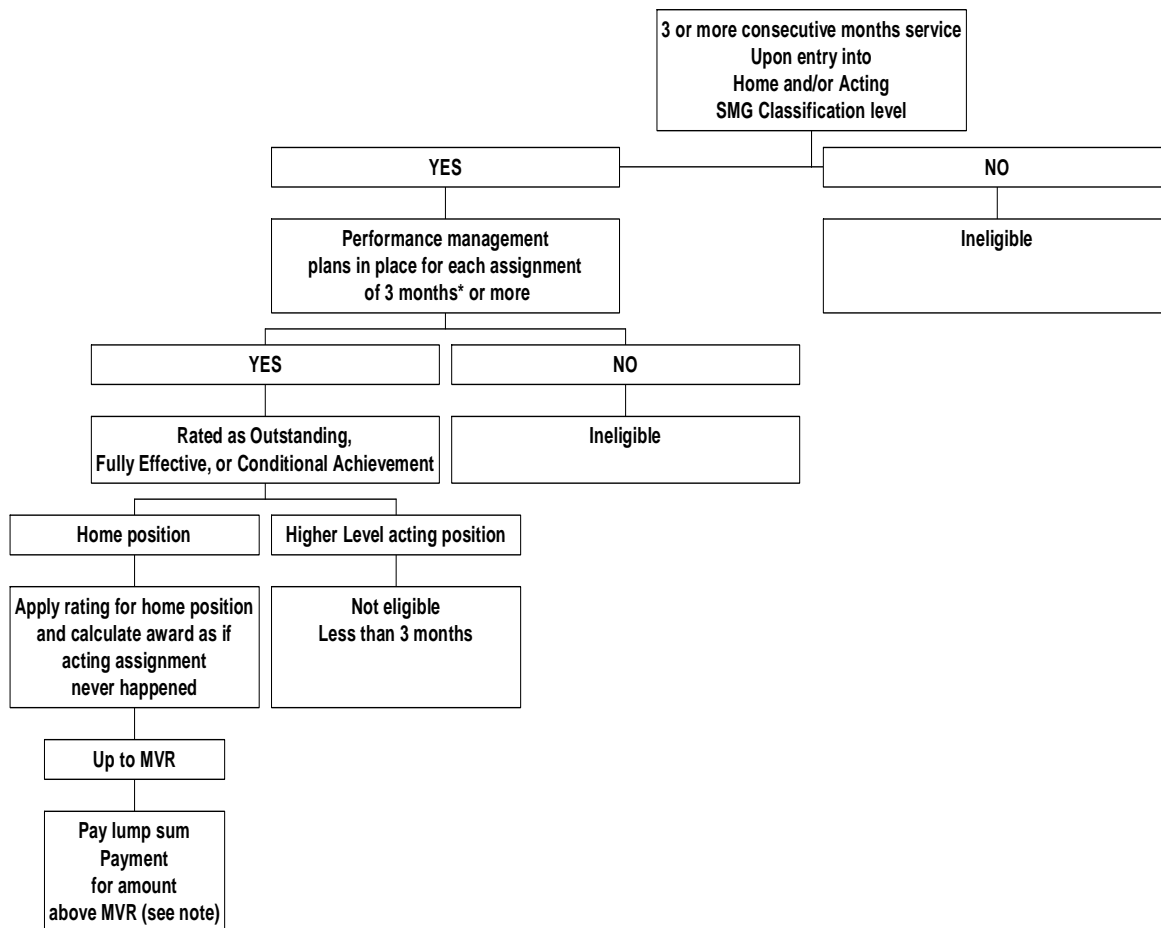 3 or more consecutive months service
Upon entry into
Home and/or Acting
SMG Classification level
YES
NO
Performance management
plans in place for each assignment
of 3 months* or more
Ineligible
YES
NO
Rated as Outstanding,
Fully Effective, or Conditional Achievement
Ineligible
Home position
Higher Level acting position
Apply rating for home position
and calculate award as if
acting assignment
never happened
Not eligible
Less than 3 months
Up to MVR
Pay lump sum
Payment
for amount
above MVR (see note)